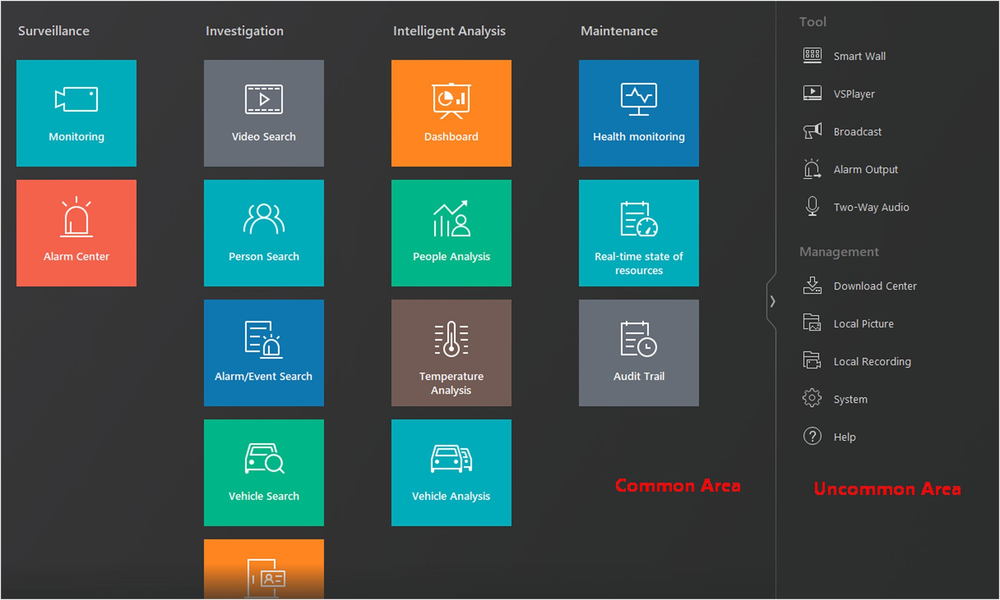 Surveillance
Monitoring
Alarm Center
Investigation
Video Search
Person Search
Alarm/Event Search
Vehicle Search
Intelligent Analysis
Dashboard
People Analysis
Temperature
Analysis
Vehicle Analysis
Maintenance
Health monitoring
Real-time state of
resources
Audit Trail
Common Area
Tool
Smart Wall
VSPlayer
Broadcast
Alarm Output
Two-Way Audio
Management
Download Center
Local Picture
Local Recording
System
Help
Uncommon Area